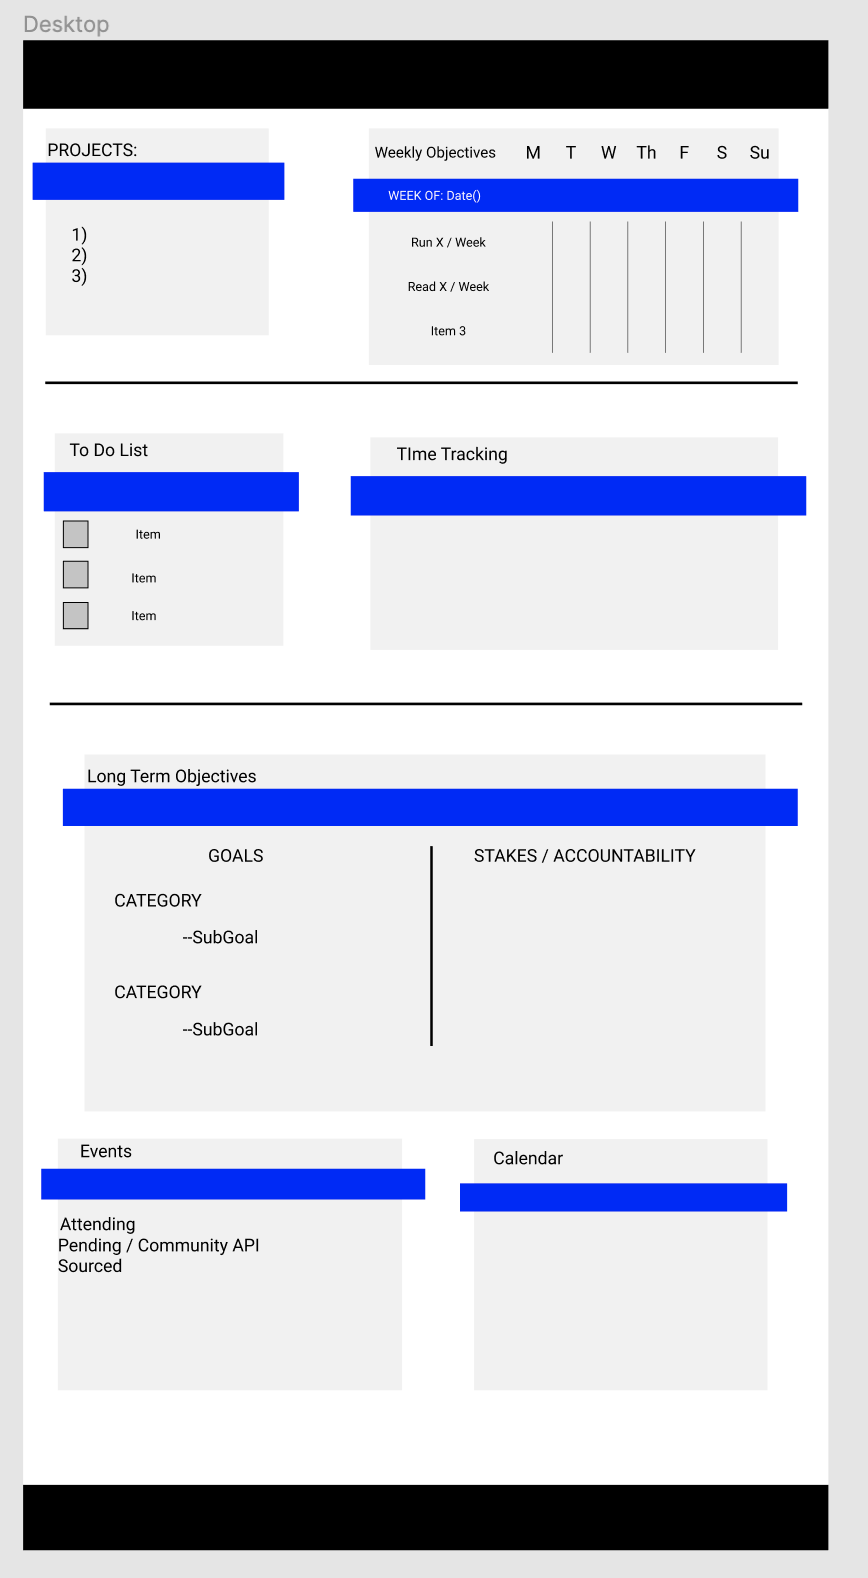 Desktop
PROJECTS:
1)
2)
3)
Weekly Objectives M T W Th F S Su
WEEK OF: Date()
Run X / Week
Read X / Week
Item 3
To Do List
Item
Item
Item
TIme Tracking
Long Term Objectives
GOALS
CATEGORY
--SubGoal
CATEGORY
--SubGoal
STAKES / ACCOUNTABILITY
Events
Attending
Pending / Community API
Sourced
Calendar